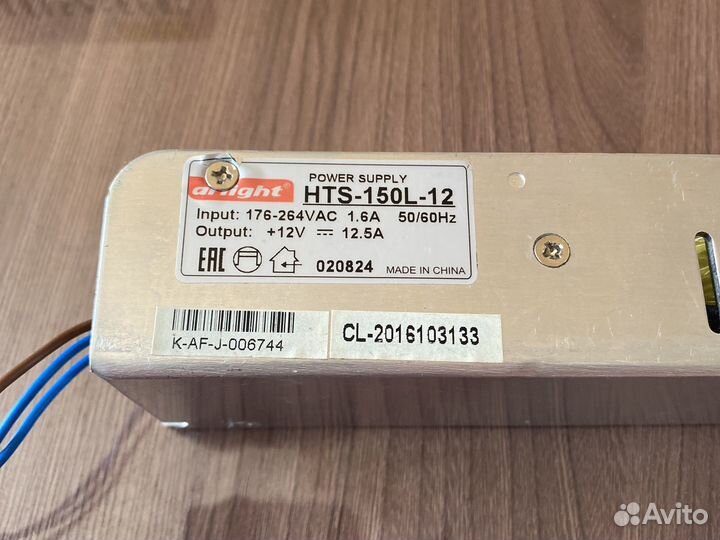 POWER SUPPLY
arlight HTS-150L-12
Input: 176-264VAC 1.6A 50/60Hz
Output: +12V 12.5A
EAC 020824 MADE IN CHINA
K-AF-J-006744
CL-2016103133
Avito